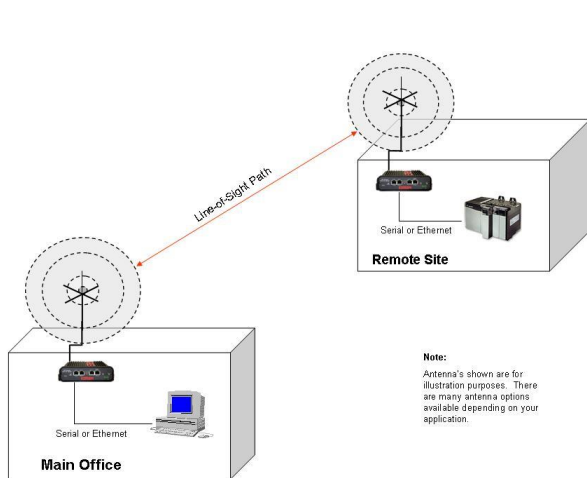 Line-of-Sight Path
Serial or Ethernet
Remote Site
Note:
Antenna's shown are for
illustration purposes. There
are many antenna options
available depending on your
application.
Serial or Ethernet
Main Office